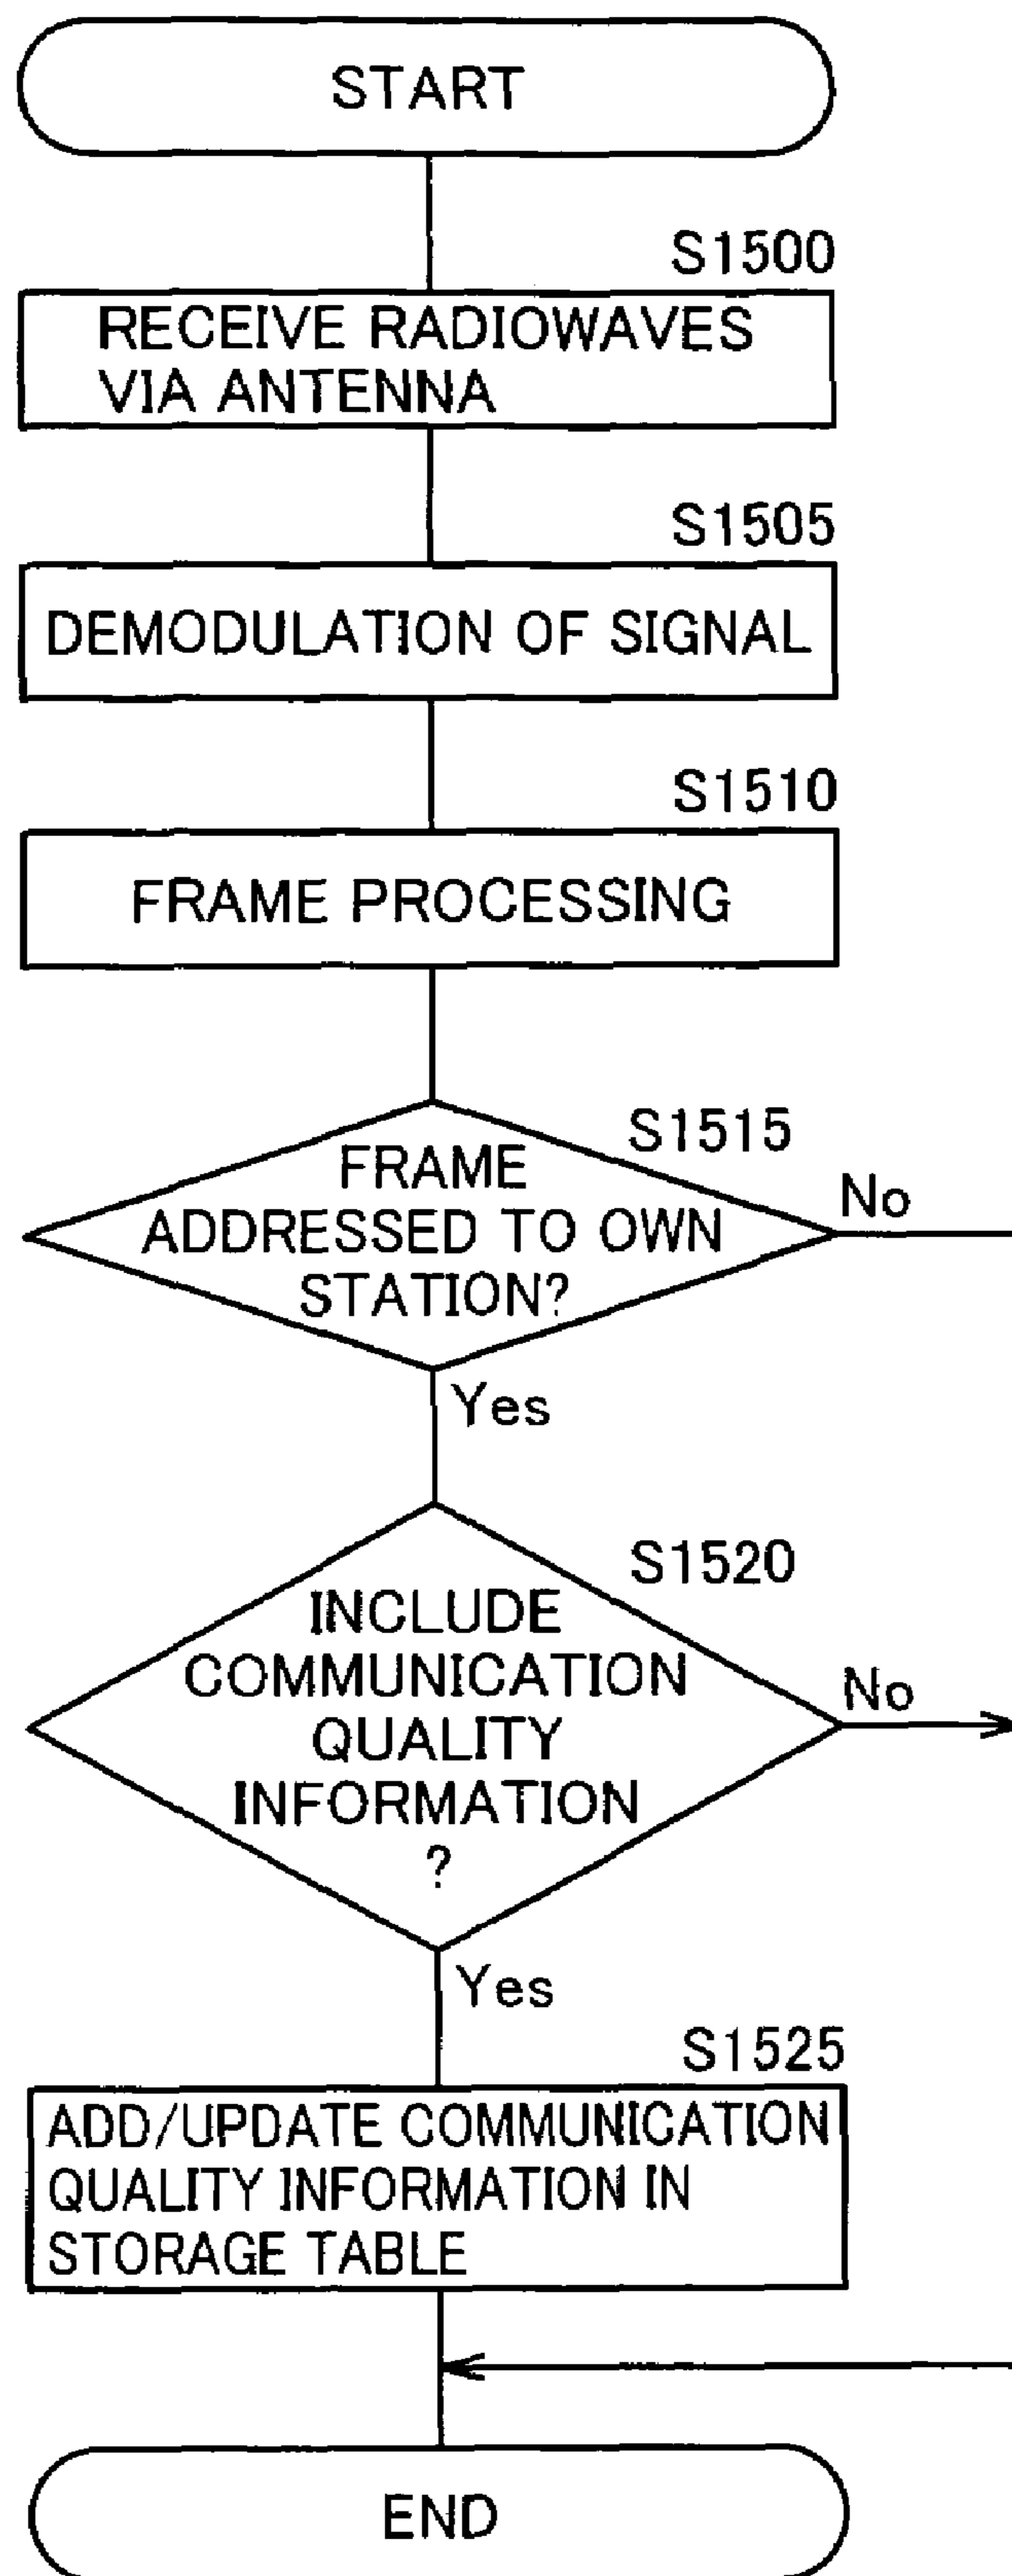 START
S1500
RECEIVE RADIOWAVES
VIA ANTENNA
S1505
DEMODULATION OF SIGNAL
S1510
FRAME PROCESSING
S1515
FRAME
ADDRESSED TO OWN
STATION?
No
Yes
S1520
INCLUDE
COMMUNICATION
QUALITY
INFORMATION
?
No
Yes
S1525
ADD/UPDATE COMMUNICATION
QUALITY INFORMATION IN
STORAGE TABLE
END